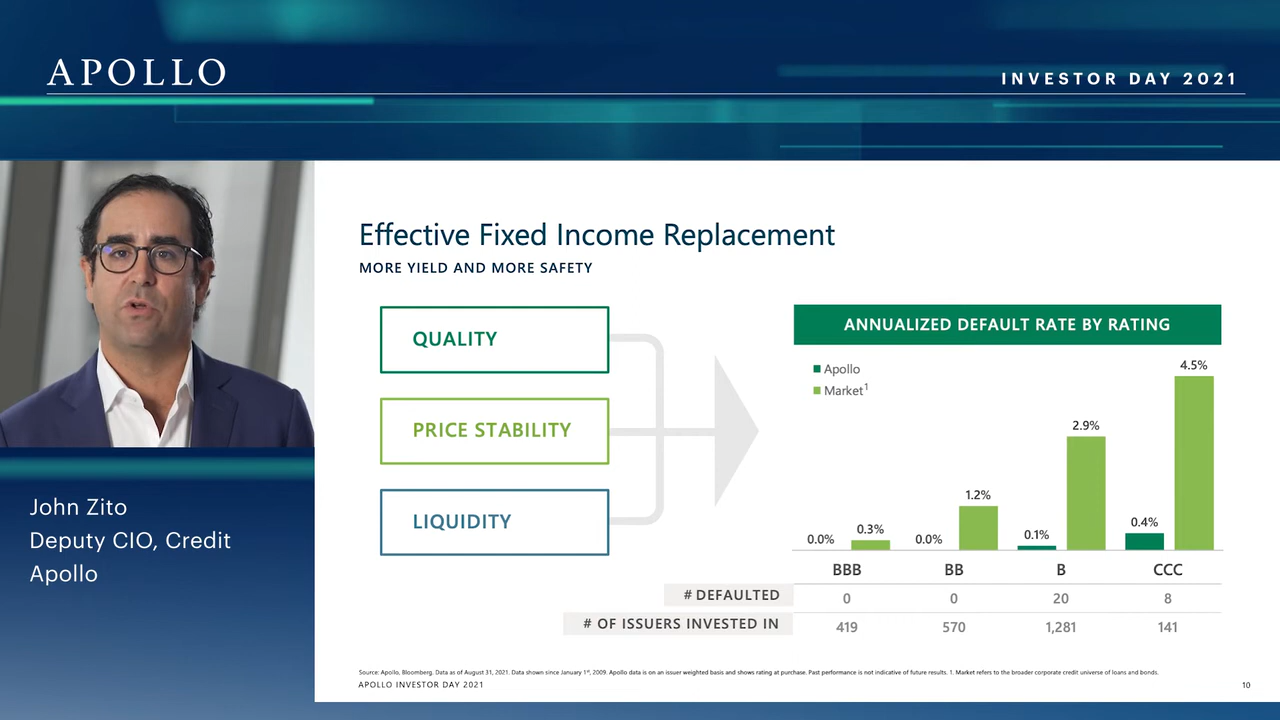 APOLLO
INVESTOR DAY 2021
John Zito
Deputy CIO, Credit
Apollo
Effective Fixed Income Replacement
MORE YIELD AND MORE SAFETY
QUALITY
PRICE STABILITY
LIQUIDITY
ANNUALIZED DEFAULT RATE BY RATING
Apollo
Market¹
0.0% 0.3% 0.0% 1.2% 0.1% 2.9% 0.4% 4.5%
BBB BB B CCC
# DEFAULTED 0 0 20 8
# OF ISSUERS INVESTED IN 419 570 1,281 141
Source: Apollo, Bloomberg. Data as of August 31, 2021. Data shown since January 1st, 2009. Apollo data is on an issuer weighted basis and shows rating at purchase. Past performance is not indicative of future results. 1. Market refers to the broader corporate credit universe of loans and bonds.
APOLLO INVESTOR DAY 2021
10